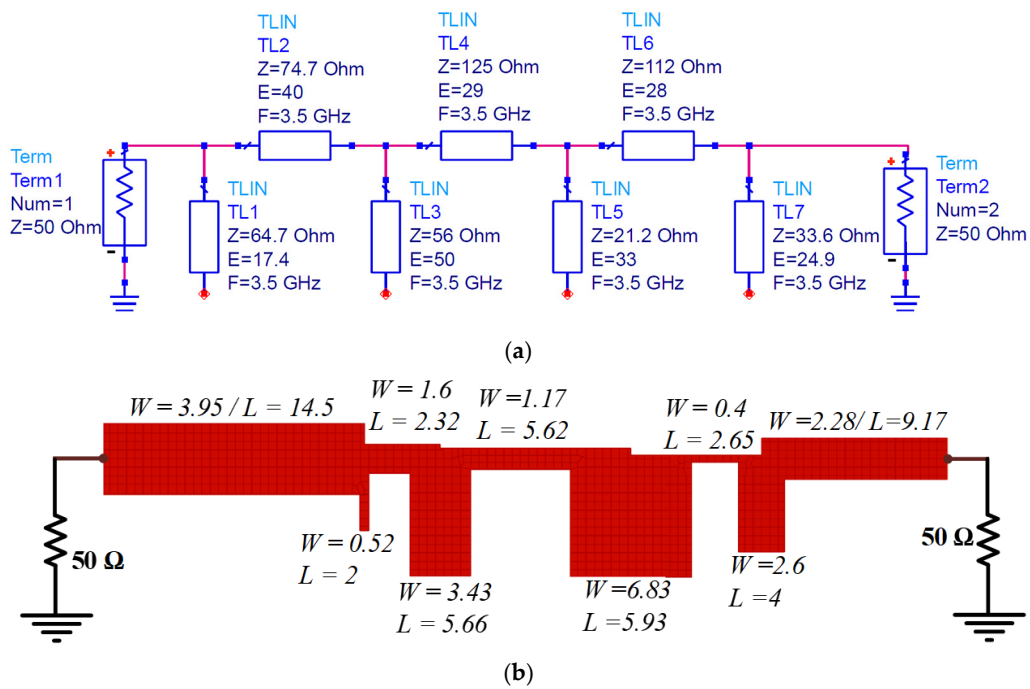 TLIN
TL2
Z=74.7 Ohm
E=40
F=3.5 GHz
TLIN
TL4
Z=125 Ohm
E=29
F=3.5 GHz
TLIN
TL6
Z=112 Ohm
E=28
F=3.5 GHz
+
Term
Term1
Num=1
Z=50 Ohm
-
TLIN
TL1
Z=64.7 Ohm
E=17.4
F=3.5 GHz
TLIN
TL3
Z=56 Ohm
E=50
F=3.5 GHz
TLIN
TL5
Z=21.2 Ohm
E=33
F=3.5 GHz
TLIN
TL7
Z=33.6 Ohm
E=24.9
F=3.5 GHz
+
Term
Term2
Num=2
Z=50 Ohm
-
(a)
W = 3.95 / L = 14.5
W = 1.6
L = 2.32
W =1.17
L = 5.62
W = 0.4
L = 2.65
W =2.28/ L=9.17
50 Ω
W = 0.52
L = 2
W = 3.43
L = 5.66
W = 6.83
L =5.93
W =2.6
L =4
50 Ω
(b)